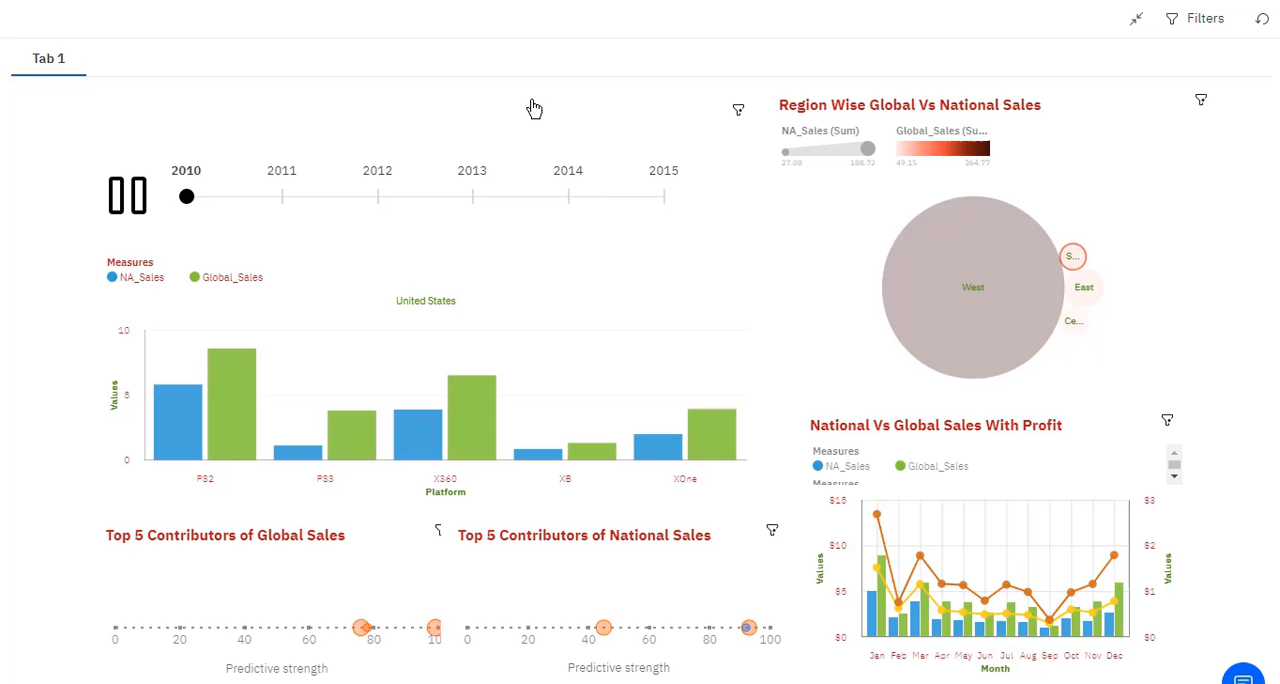 Filters
Tab 1
2010 2011 2012 2013 2014 2015
Measures
NA_Sales Global_Sales
United States
10
5
0
Values
PS2 PS3 X360 XB XOne
Platform
Region Wise Global Vs National Sales
NA_Sales (Sum) Global_Sales (Su...
27.08 188.72 49.15 264.77
West
S...
East
Ce...
National Vs Global Sales With Profit
Measures
NA_Sales Global_Sales
Measures
$15 $3
$10 $2
$5 $1
$0 $0
Values Values
Jan Feb Mar Apr May Jun Jul Aug Sep Oct Nov Dec
Month
Top 5 Contributors of Global Sales
0 20 40 60 80 10
Predictive strength
Top 5 Contributors of National Sales
0 20 40 60 80 100
Predictive strength